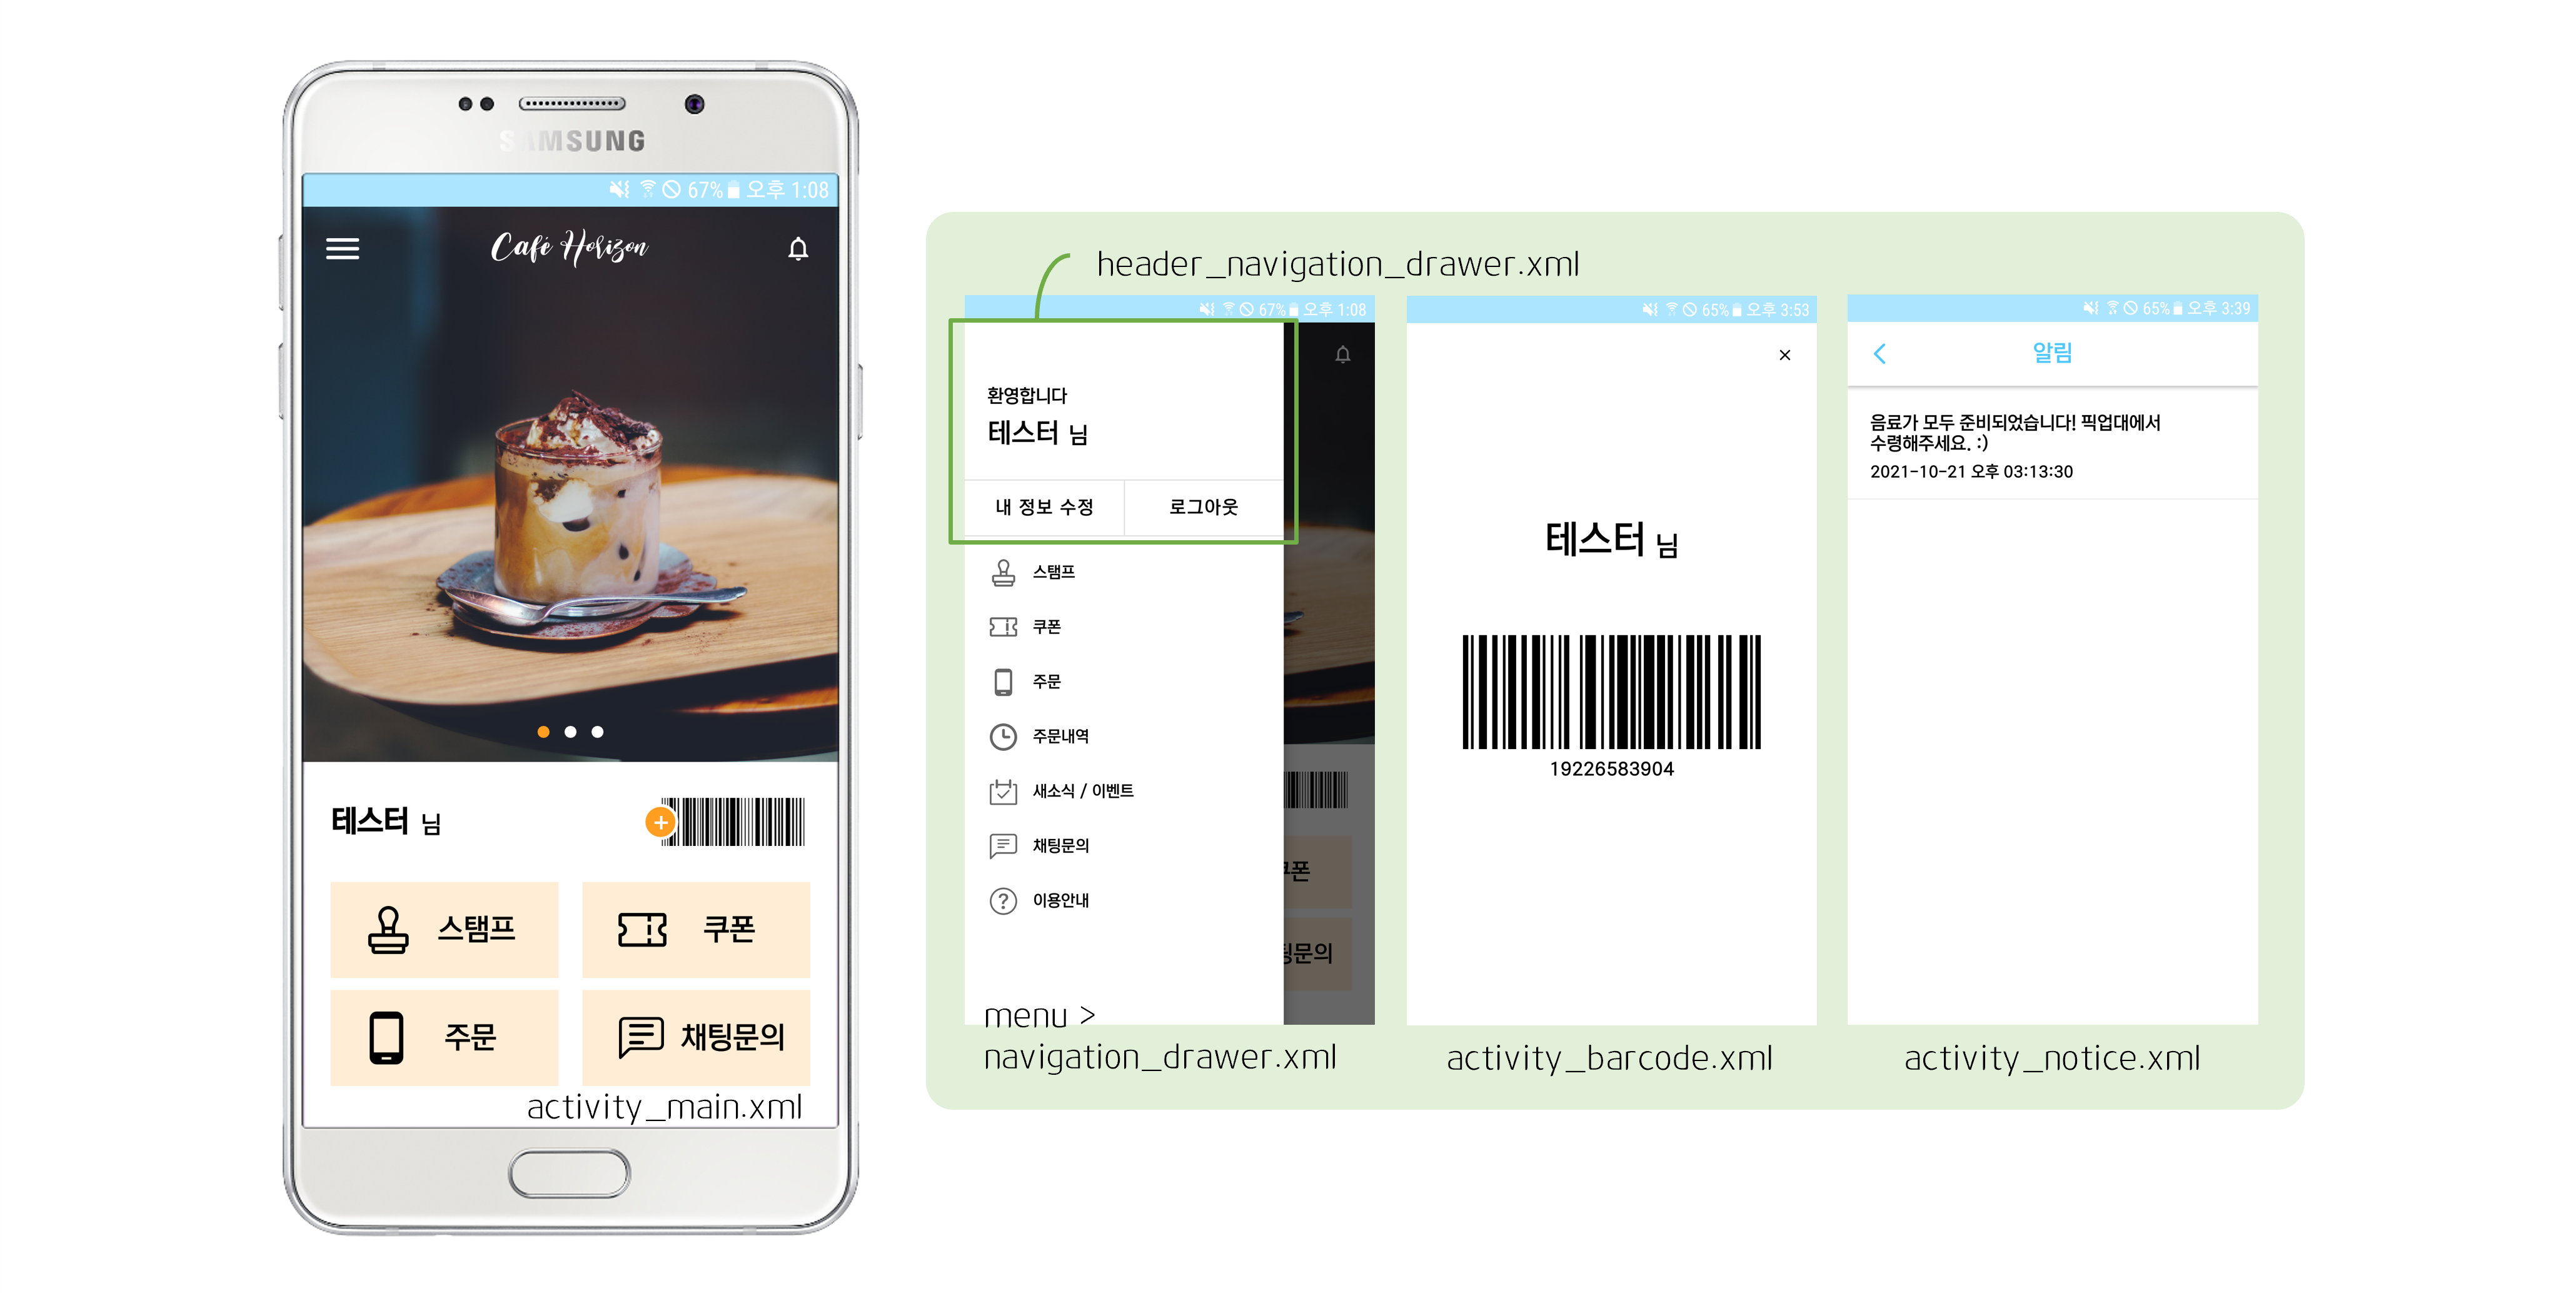 SAMSUNG
67% 오후 1:08
Café Horizon
테스터 님
스탬프
쿠폰
주문
채팅문의
activity_main.xml
header_navigation_drawer.xml
67% 오후 1:08
환영합니다
테스터 님
내 정보 수정
로그아웃
스탬프
쿠폰
주문
주문내역
새소식 / 이벤트
채팅문의
이용안내
폰
팅문의
menu >
navigation_drawer.xml
65% 오후 3:53
×
테스터 님
19226583904
activity_barcode.xml
65% 오후 3:39
알림
음료가 모두 준비되었습니다! 픽업대에서
수령해주세요. :)
2021-10-21 오후 03:13:30
activity_notice.xml